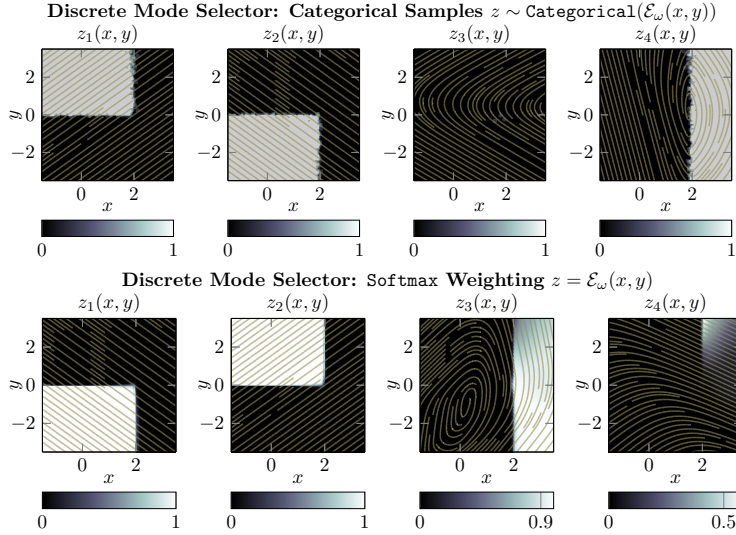 Discrete Mode Selector: Categorical Samples z ∼ Categorical(ℰω(x, y))
z₁(x, y) z₂(x, y) z₃(x, y) z₄(x, y)
y 2 0 −2 y 2 0 −2 y 2 0 −2 y 2 0 −2
0 2 0 2 0 2 0 2
x x x x
0 1 0 1 0 1 0 1
Discrete Mode Selector: Softmax Weighting z = ℰω(x, y)
z₁(x, y) z₂(x, y) z₃(x, y) z₄(x, y)
y 2 0 −2 y 2 0 −2 y 2 0 −2 y 2 0 −2
0 2 0 2 0 2 0 2
x x x x
0 1 0 1 0 0.9 0 0.5